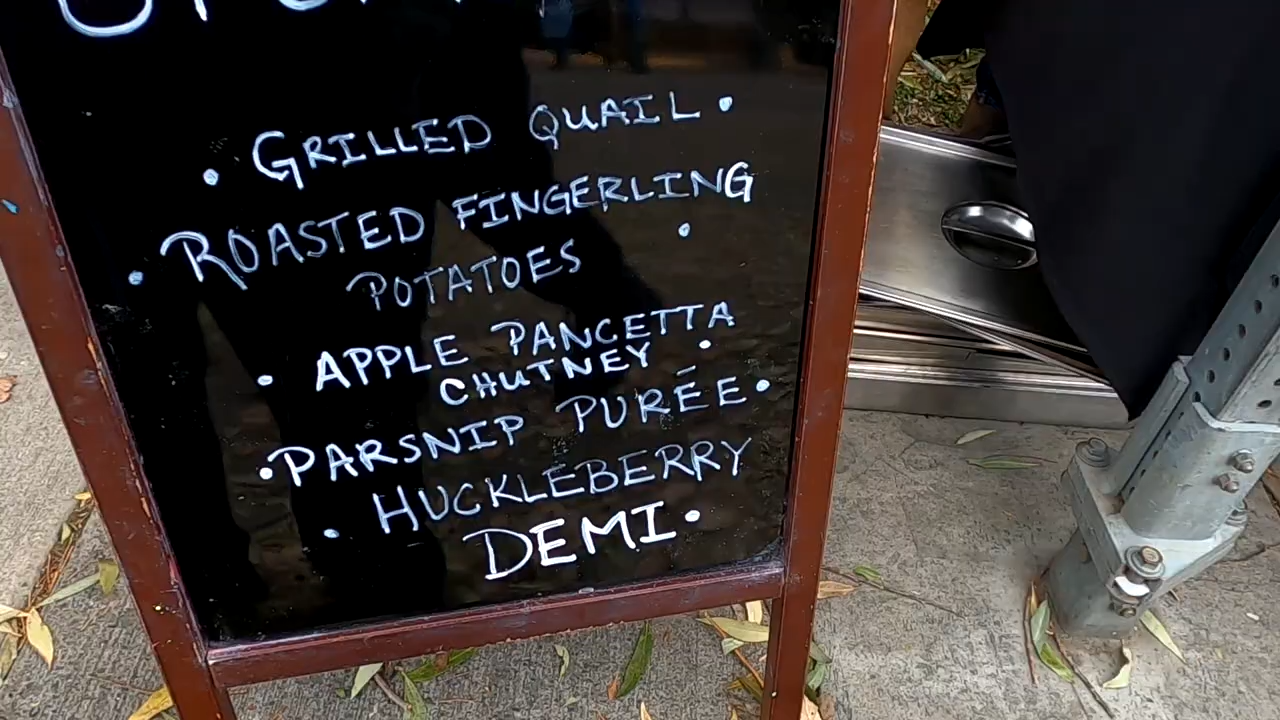 • GRILLED QUAIL •
• ROASTED FINGERLING
POTATOES •
• APPLE PANCETTA
CHUTNEY •
• PARSNIP PURÉE •
• HUCKLEBERRY
DEMI •